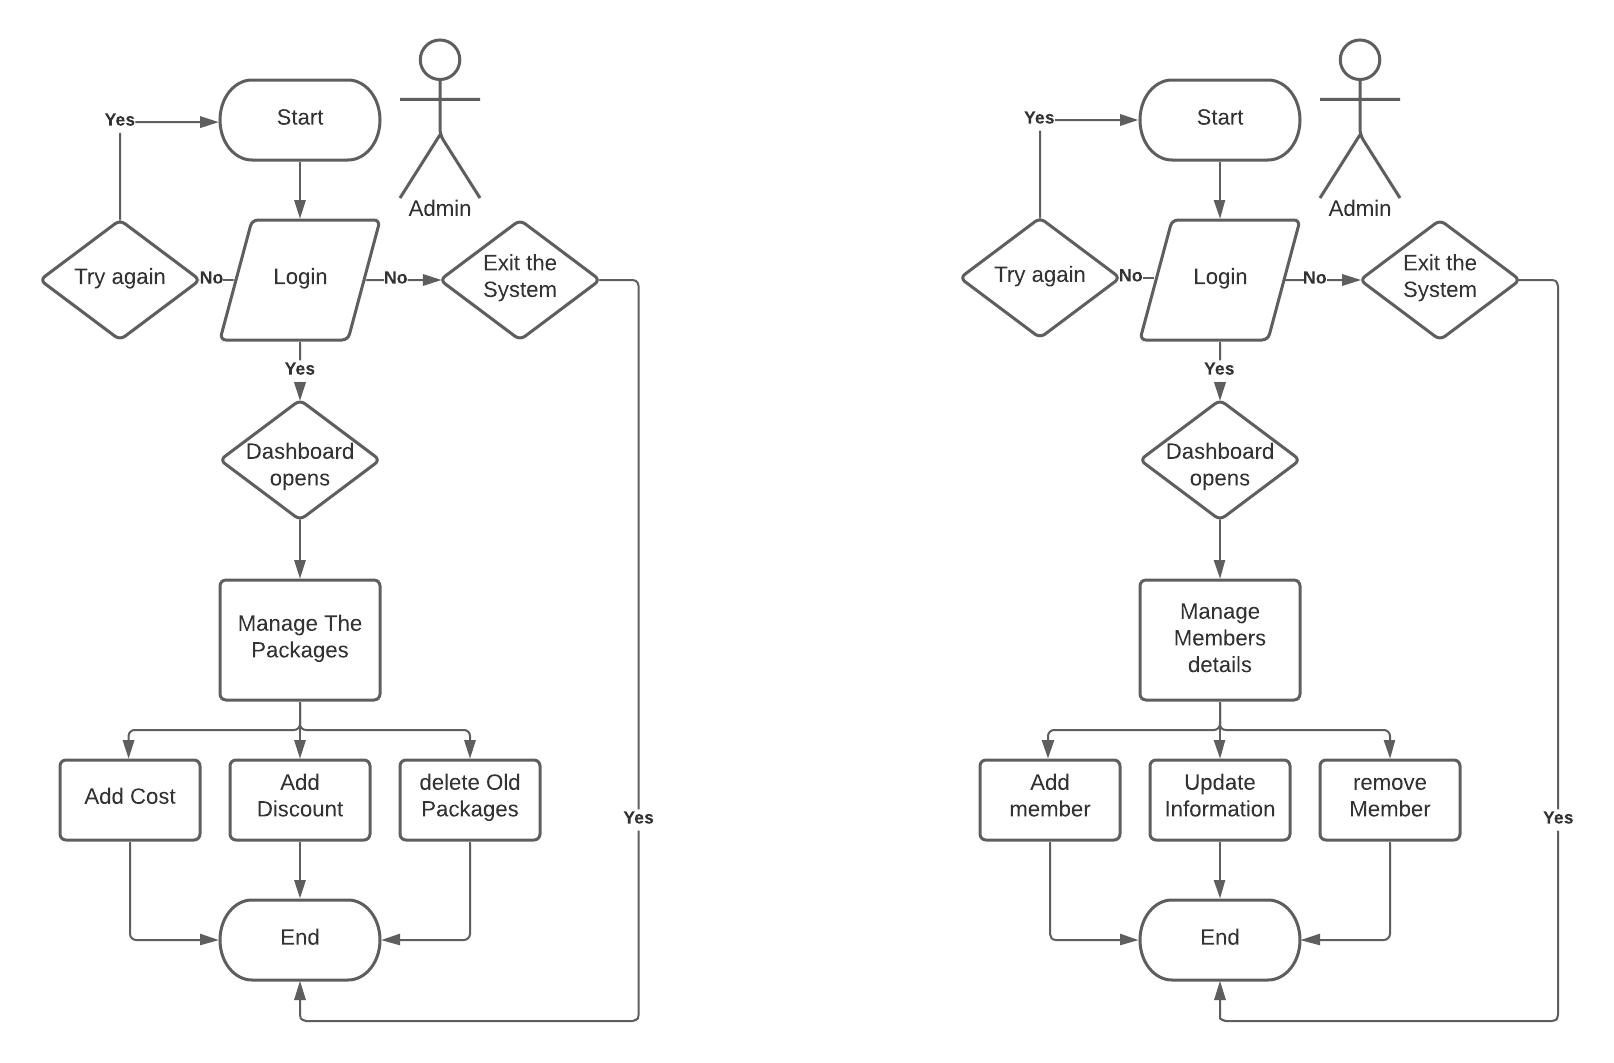 Start
Admin
Yes
Try again
No
Login
No
Exit the
System
Yes
Dashboard
opens
Manage The
Packages
Add Cost
Add
Discount
delete Old
Packages
Yes
End
Start
Admin
Yes
Try again
No
Login
No
Exit the
System
Yes
Dashboard
opens
Manage
Members
details
Add
member
Update
Information
remove
Member
Yes
End